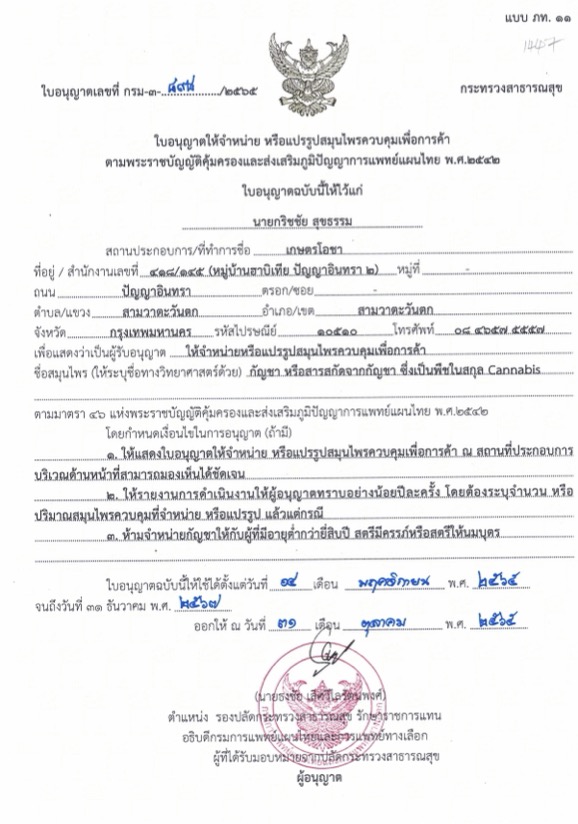 แบบ ภท. ๑๑
1447
ใบอนุญาตเลขที่ กรม-๓-......./๒๕๖๕
กระทรวงสาธารณสุข
ใบอนุญาตให้จำหน่าย หรือแปรรูปสมุนไพรควบคุมเพื่อการค้า
ตามพระราชบัญญัติคุ้มครองและส่งเสริมภูมิปัญญาการแพทย์แผนไทย พ.ศ.๒๕๔๒
ใบอนุญาตฉบับนี้ให้ไว้แก่
นายกริชชัย สุขธรรม
สถานประกอบการ/ที่ทำการชื่อ เกษตรโอชา
ที่อยู่ / สำนักงานเลขที่ ๔๑๘/๑๔๕ (หมู่บ้านฮาบิเทีย ปัญญาอินทรา ๒) หมู่ที่ -
ถนน ปัญญาอินทรา ตรอก/ซอย -
ตำบล/แขวง สามวาตะวันตก อำเภอ/เขต สามวาตะวันตก
จังหวัด กรุงเทพมหานคร รหัสไปรษณีย์ ๑๐๕๑๐ โทรศัพท์ ๐๘ ๔๖๕๗ ๕๕๕๗
เพื่อแสดงว่าเป็นผู้รับอนุญาต ให้จำหน่ายหรือแปรรูปสมุนไพรควบคุมเพื่อการค้า
ชื่อสมุนไพร (ให้ระบุชื่อทางวิทยาศาสตร์ด้วย) กัญชา หรือสารสกัดจากกัญชา ซึ่งเป็นพืชในสกุล Cannabis
ตามมาตรา ๔๖ แห่งพระราชบัญญัติคุ้มครองและส่งเสริมภูมิปัญญาการแพทย์แผนไทย พ.ศ.๒๕๔๒
โดยกำหนดเงื่อนไขในการอนุญาต (ถ้ามี)
๑. ให้แสดงใบอนุญาตให้จำหน่าย หรือแปรรูปสมุนไพรควบคุมเพื่อการค้า ณ สถานที่ประกอบการ
บริเวณด้านหน้าที่สามารถมองเห็นได้ชัดเจน
๒. ให้รายงานการดำเนินงานให้ผู้อนุญาตทราบอย่างน้อยปีละครั้ง โดยต้องระบุจำนวน หรือ
ปริมาณสมุนไพรควบคุมที่จำหน่าย หรือแปรรูป แล้วแต่กรณี
๓. ห้ามจำหน่ายกัญชาให้กับผู้ที่มีอายุต่ำกว่ายี่สิบปี สตรีมีครรภ์หรือสตรีให้นมบุตร
ใบอนุญาตฉบับนี้ให้ใช้ได้ตั้งแต่วันที่ ๑๔ เดือน พฤศจิกายน พ.ศ. ๒๕๖๕
จนถึงวันที่ ๓๑ ธันวาคม พ.ศ. ๒๕๖๗
ออกให้ ณ วันที่ ๓๑ เดือน ตุลาคม พ.ศ. ๒๕๖๕
(นายธงชัย เลิศวิไลรัตนพงศ์)
ตำแหน่ง รองปลัดกระทรวงสาธารณสุข รักษาราชการแทน
อธิบดีกรมการแพทย์แผนไทยและการแพทย์ทางเลือก
ผู้ที่ได้รับมอบหมายจากปลัดกระทรวงสาธารณสุข
ผู้อนุญาต